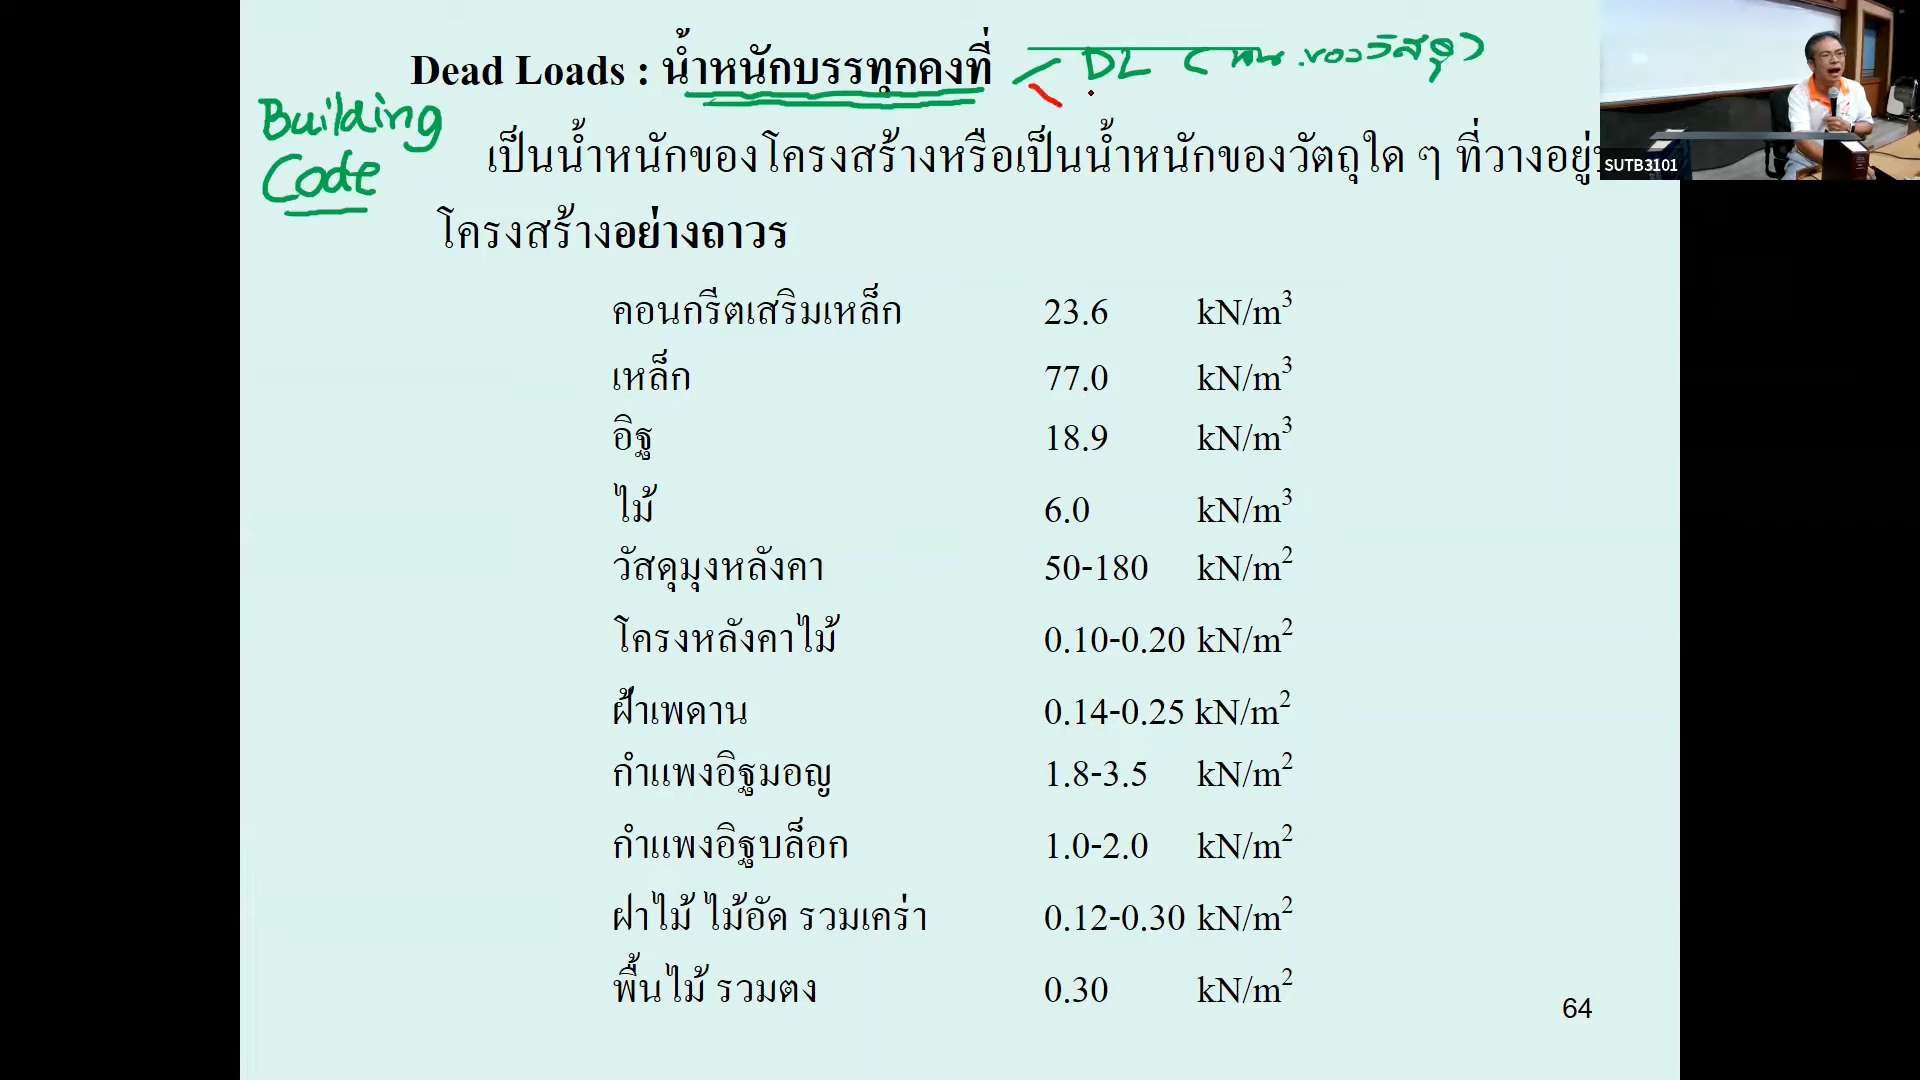 Dead Loads : น้ำหนักบรรทุกคงที่
DL ( นน.ของวัสดุ)
Building
Code
เป็นน้ำหนักของโครงสร้างหรือเป็นน้ำหนักของวัตถุใด ๆ ที่วางอยู่
โครงสร้างอย่างถาวร
SUTB3101
คอนกรีตเสริมเหล็ก 23.6 kN/m³
เหล็ก 77.0 kN/m³
อิฐ 18.9 kN/m³
ไม้ 6.0 kN/m³
วัสดุมุงหลังคา 50-180 kN/m²
โครงหลังคาไม้ 0.10-0.20 kN/m²
ฝ้าเพดาน 0.14-0.25 kN/m²
กำแพงอิฐมอญ 1.8-3.5 kN/m²
กำแพงอิฐบล็อก 1.0-2.0 kN/m²
ฝาไม้ ไม้อัด รวมเคร่า 0.12-0.30 kN/m²
พื้นไม้ รวมตง 0.30 kN/m²
64